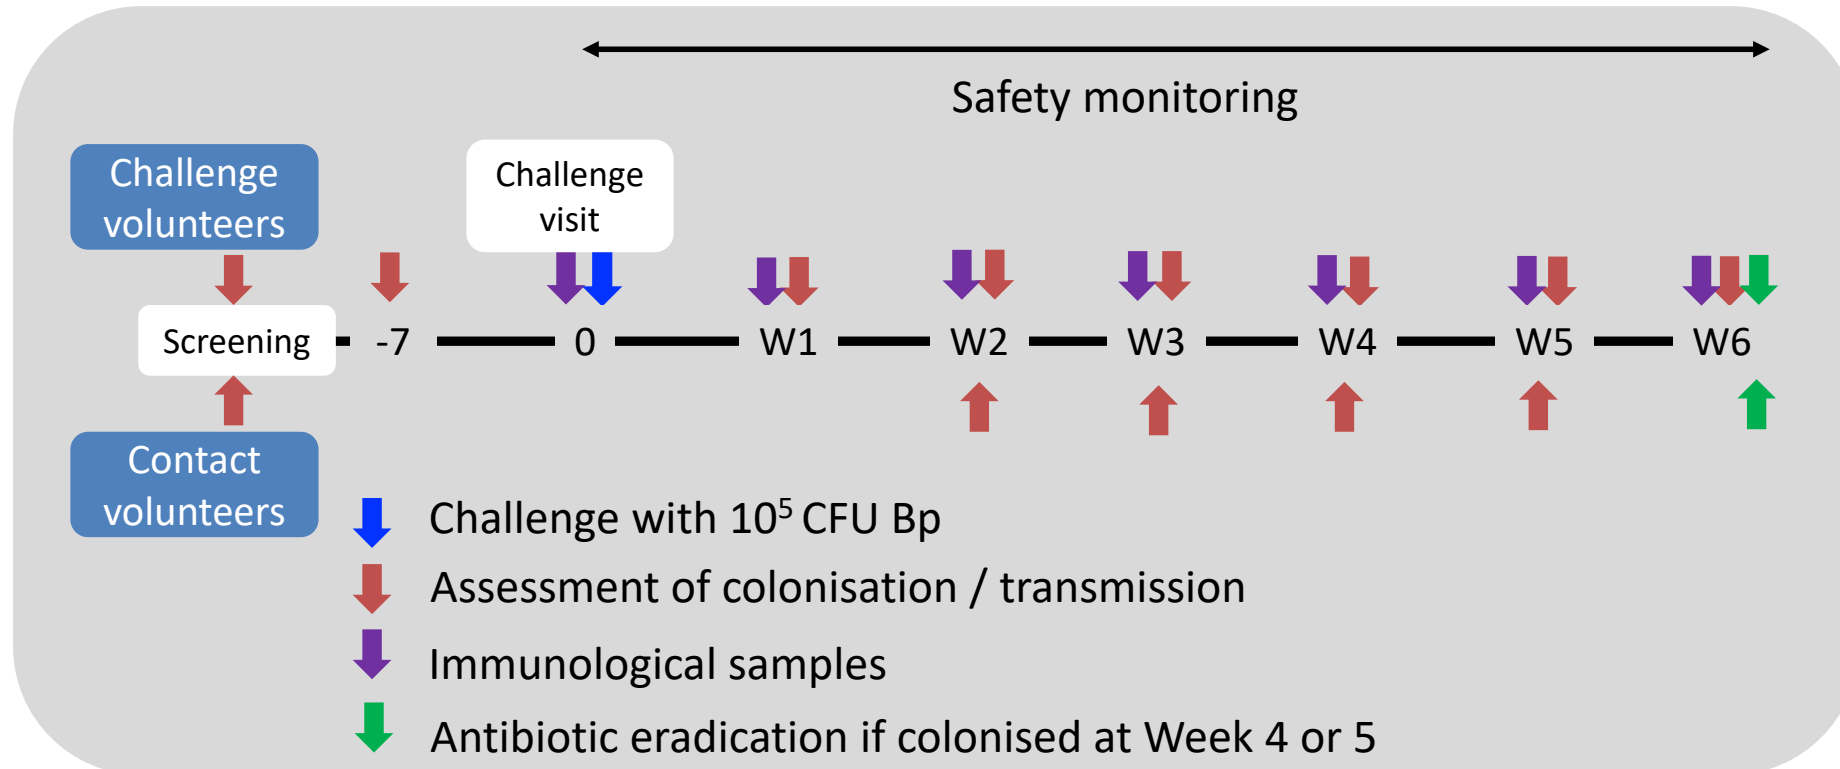 Safety monitoring
Challenge
volunteers
Challenge
visit
Screening
-7
0
W1
W2
W3
W4
W5
W6
Contact
volunteers
Challenge with 10⁵ CFU Bp
Assessment of colonisation / transmission
Immunological samples
Antibiotic eradication if colonised at Week 4 or 5